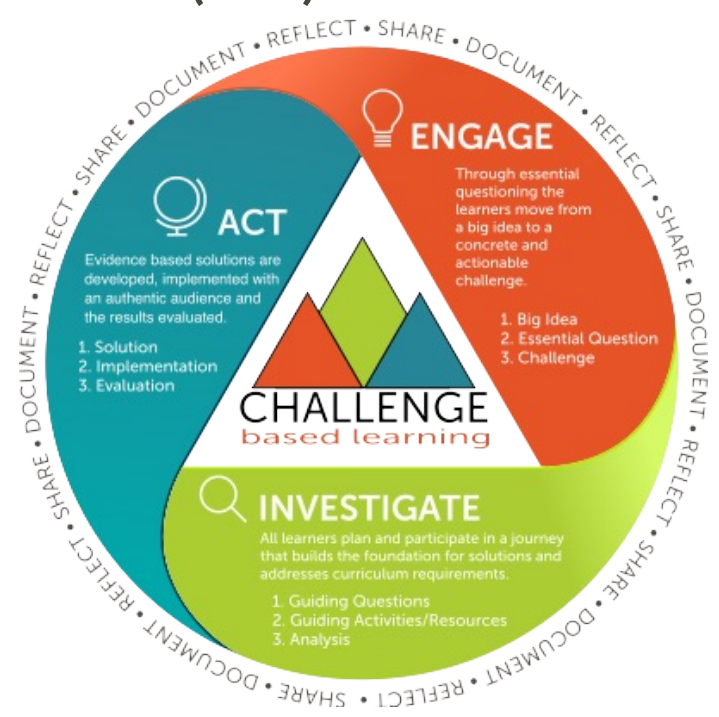 REFLECT • SHARE • DOCUMENT • REFLECT • SHARE • DOCUMENT • REFLECT • SHARE • DOCUMENT • REFLECT • SHARE • DOCUMENT • REFLECT • SHARE • DOCUMENT • REFLECT • SHARE • DOCUMENT •
ENGAGE
Through essential
questioning the
learners move from
a big idea to a
concrete and
actionable
challenge.
1. Big Idea
2. Essential Question
3. Challenge
ACT
Evidence based solutions are
developed, implemented with
an authentic audience and
the results evaluated.
1. Solution
2. Implementation
3. Evaluation
CHALLENGE
based learning
INVESTIGATE
All learners plan and participate in a journey
that builds the foundation for solutions and
addresses curriculum requirements.
1. Guiding Questions
2. Guiding Activities/Resources
3. Analysis